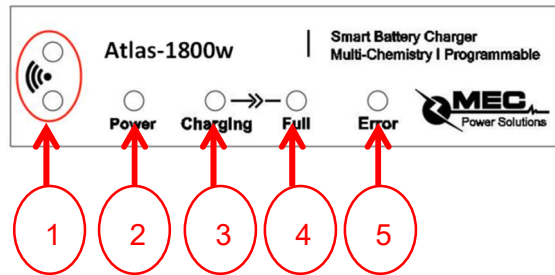 Atlas-1800w
Smart Battery Charger
Multi-Chemistry I Programmable
Power
Charging
Full
Error
MEC
Power Solutions
1
2
3
4
5